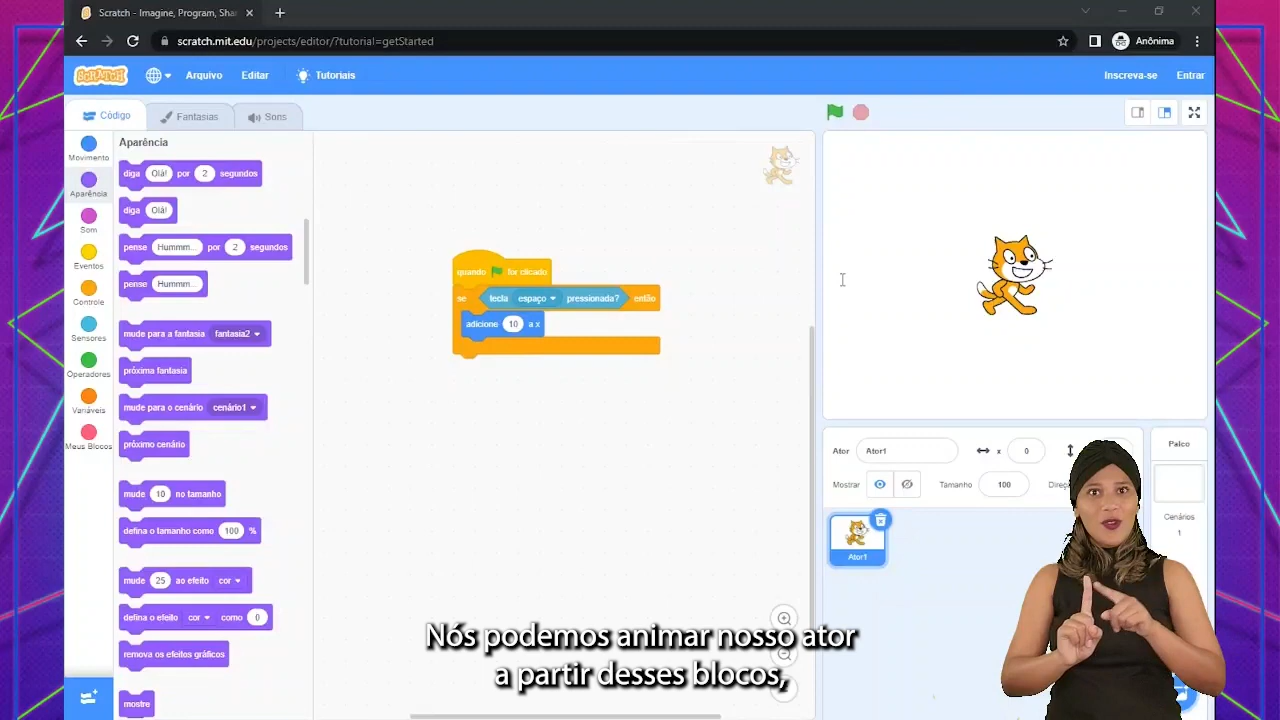 Scratch - Imagine, Program, Shar
scratch.mit.edu/projects/editor/?tutorial=getStarted
Anônima
SCRATCH
Arquivo
Editar
Tutoriais
Inscreva-se
Entrar
Código
Fantasias
Sons
Movimento
Aparência
Som
Eventos
Controle
Sensores
Operadores
Variáveis
Meus Blocos
Aparência
diga Olá! por 2 segundos
diga Olá!
pense Hummm... por 2 segundos
pense Hummm...
mude para a fantasia fantasia2
próxima fantasia
mude para o cenário cenário1
próximo cenário
mude 10 no tamanho
defina o tamanho como 100 %
mude 25 ao efeito cor
defina o efeito cor como 0
remova os efeitos gráficos
mostre
quando for clicado
se tecla espaço pressionada? então
adicione 10 a x
Ator Ator1 x 0
Mostrar Tamanho 100
Ator1
Palco
Cenários
1
Nós podemos animar nosso ator
a partir desses blocos,